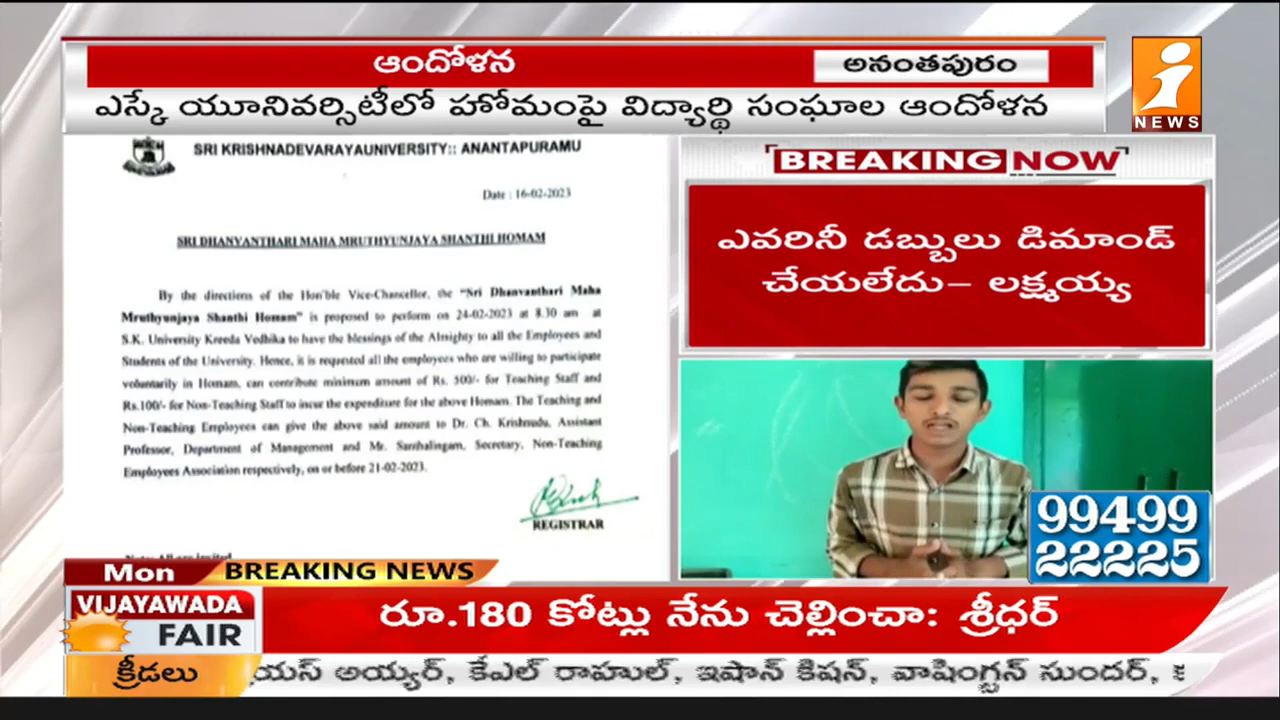 ఆందోళన
అనంతపురం
ఎస్కే యూనివర్సిటీలో హోమంపై విద్యార్థి సంఘాల ఆందోళన
i
NEWS
SRI KRISHNADEVARAYAUNIVERSITY:: ANANTAPURAMU
Date : 16-02-2023
SRI DHANVANTHARI MAHA MRUTHYUNJAYA SHANTHI HOMAM
By the directions of the Hon'ble Vice-Chancellor, the "Sri Dhanvanthari Maha
Mruthyunjaya Shanthi Homam" is proposed to perform on 24-02-2023 at 8.30 am at
S.K. University Kreeda Vedhika to have the blessings of the Almighty to all the Employees and
Students of the University. Hence, it is requested all the employees who are willing to participate
voluntarily in Homam, can contribute minimum amount of Rs. 500/- for Teaching Staff and
Rs.100/- for Non-Teaching Staff to incur the expenditure for the above Homam. The Teaching and
Non-Teaching Employees can give the above said amount to Dr. Ch. Krishnudu, Assistant
Professor, Department of Management and Mr. Santhalingam, Secretary, Non-Teaching
Employees Association respectively, on or before 21-02-2023.
REGISTRAR
BREAKING NOW
ఎవరినీ డబ్బులు డిమాండ్
చేయలేదు– లక్ష్మయ్య
99499
22225
Mon
BREAKING NEWS
VIJAYAWADA
FAIR
రూ.180 కోట్లు నేను చెల్లించా: శ్రీధర్
క్రీడలు
అయ్యర్, కేఎల్ రాహుల్, ఇషాన్ కిషన్, వాషింగ్టన్ సుందర్,